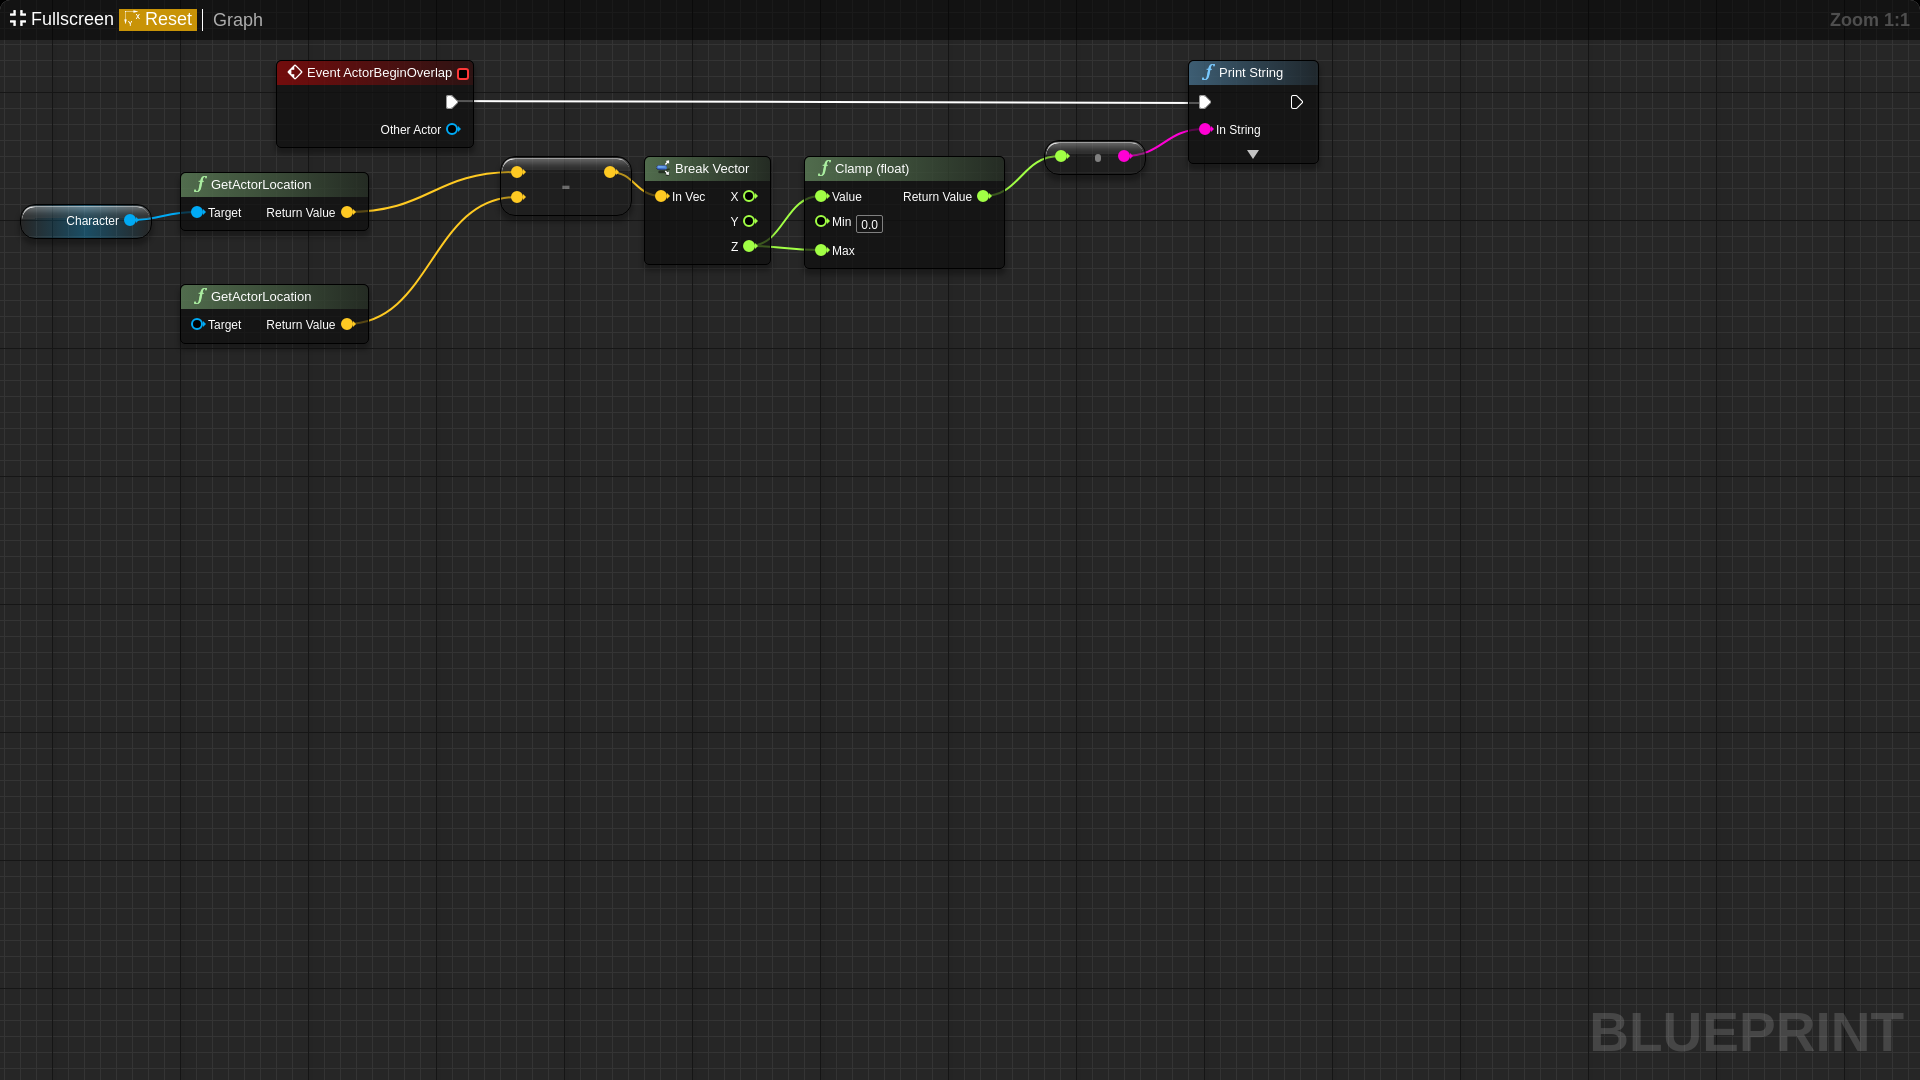 Fullscreen Reset Graph Zoom 1:1
Event ActorBeginOverlap
Other Actor
Print String
In String
GetActorLocation
Target Return Value
Character
-
Break Vector
In Vec X
Y
Z
Clamp (float)
Value Return Value
Min 0.0
Max
GetActorLocation
Target Return Value
BLUEPRINT